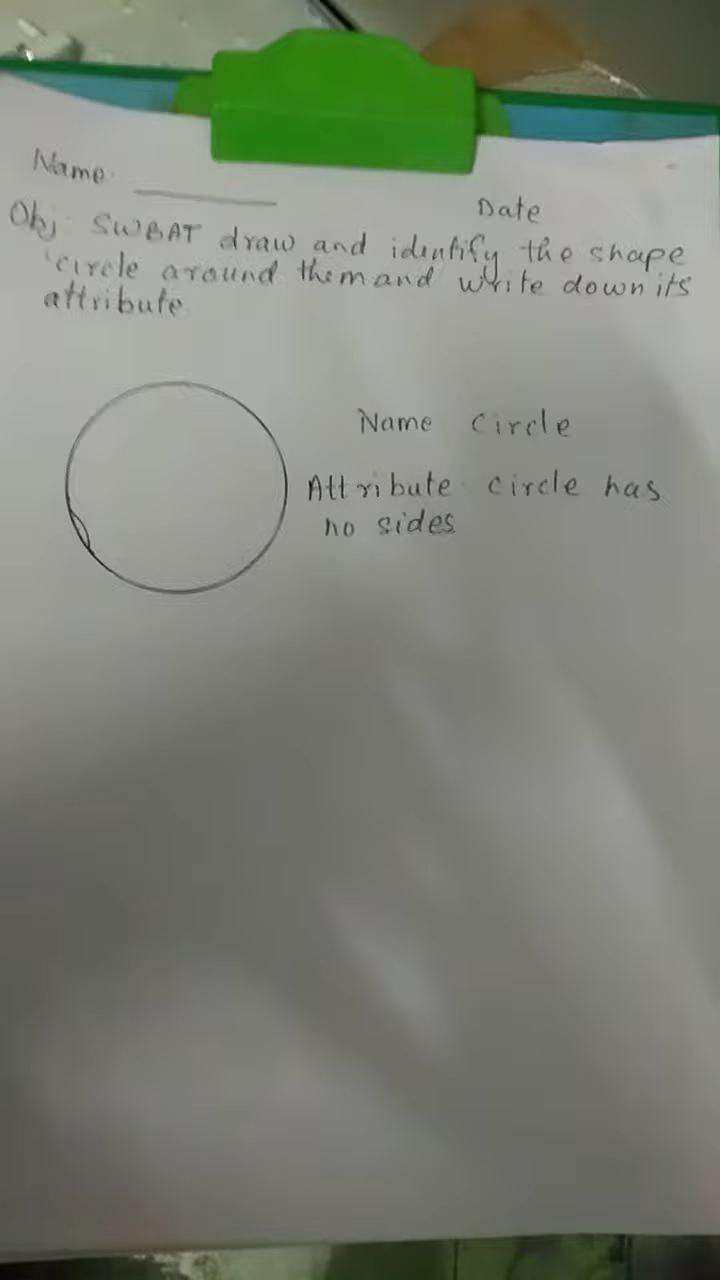 Name. ______
Date
Obj: SWBAT draw and identify the shape
'circle around them and write down its
attribute
Name circle
Attribute. circle has
no sides